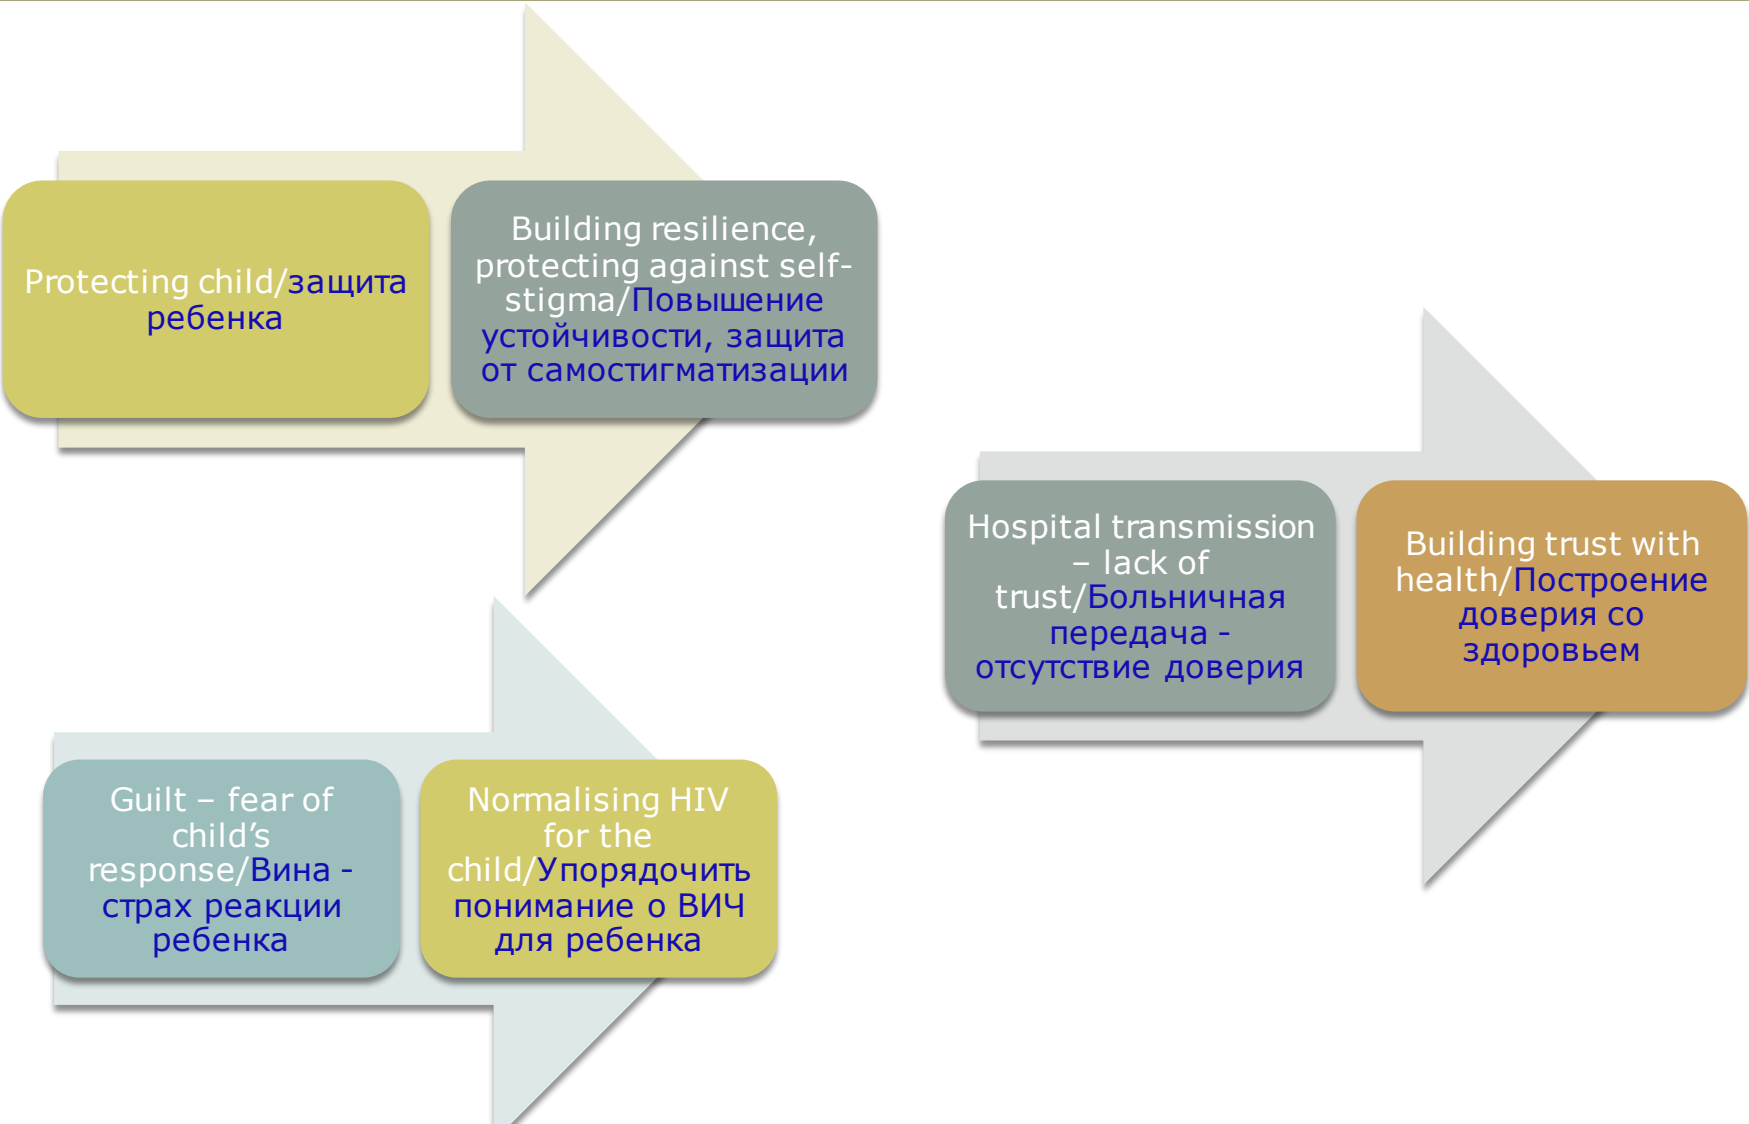 Protecting child/защита
ребенка
Building resilience,
protecting against self-
stigma/Повышение
устойчивости, защита
от самостигматизации
Hospital transmission
– lack of
trust/Больничная
передача -
отсутствие доверия
Building trust with
health/Построение
доверия со
здоровьем
Guilt – fear of
child’s
response/Вина -
страх реакции
ребенка
Normalising HIV
for the
child/Упорядочить
понимание о ВИЧ
для ребенка